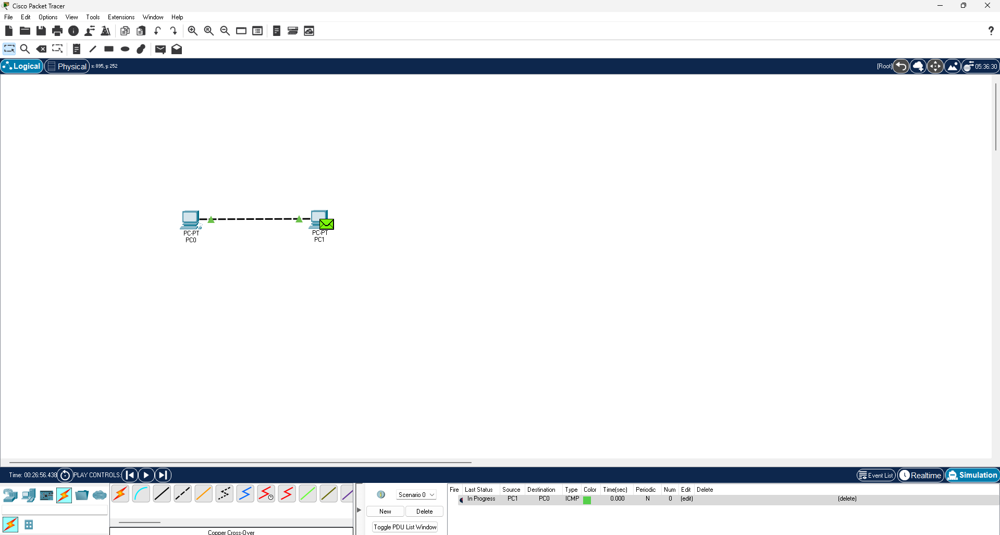 Cisco Packet Tracer
File Edit Options View Tools Extensions Window Help
Logical Physical x: 895, y: 252 [Root] 05:36:30
PC-PT
PC0
PC-PT
PC1
Time: 00:26:56.438 PLAY CONTROLS: Event List Realtime Simulation
Scenario 0
New Delete
Toggle PDU List Window
Copper Cross-Over
Fire Last Status Source Destination Type Color Time(sec) Periodic Num Edit Delete
In Progress PC1 PC0 ICMP 0.000 N 0 (edit) (delete)